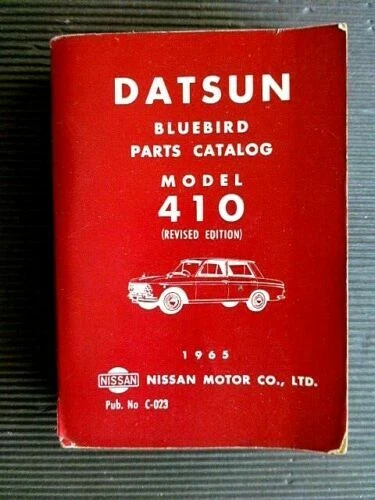 DATSUN
BLUEBIRD
PARTS CATALOG
MODEL
410
(REVISED EDITION)
1965
NISSAN NISSAN MOTOR CO., LTD.
Pub. No C-023